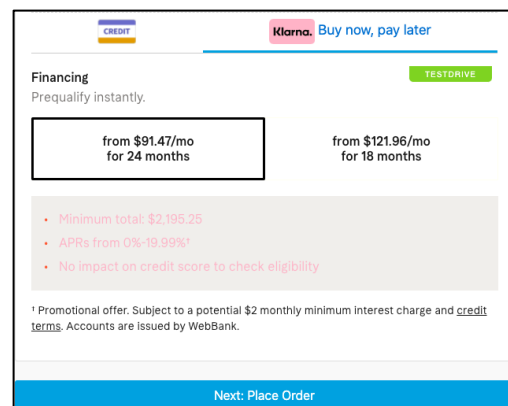 CREDIT
Klarna. Buy now, pay later
Financing
TESTDRIVE
Prequalify instantly.
from $91.47/mo
for 24 months
from $121.96/mo
for 18 months
• Minimum total: $2,195.25
• APRs from 0%-19.99%†
• No impact on credit score to check eligibility
† Promotional offer. Subject to a potential $2 monthly minimum interest charge and credit
terms. Accounts are issued by WebBank.
Next: Place Order